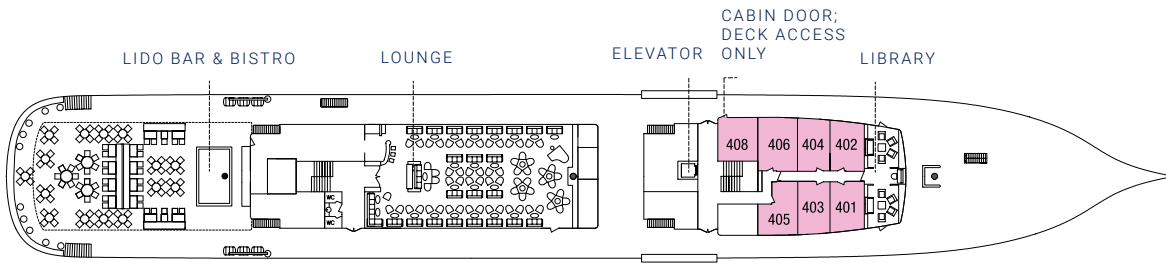 CABIN DOOR;
DECK ACCESS
ONLY
LIDO BAR & BISTRO
LOUNGE
ELEVATOR
LIBRARY
408
406
404
402
WC
WC
405
403
401